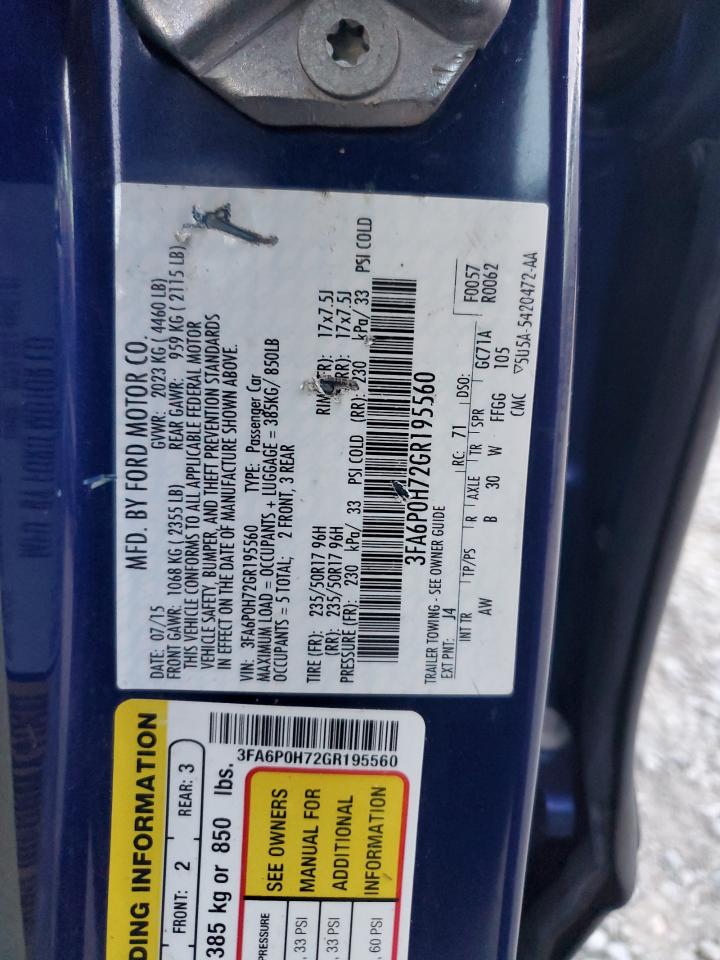 MFD. BY FORD MOTOR CO.
DATE: 07/15 GVWR: 2023 KG ( 4460 LB)
FRONT GAWR: 1068 KG ( 2355 LB) REAR GAWR: 959 KG ( 2115 LB)
THIS VEHICLE CONFORMS TO ALL APPLICABLE FEDERAL MOTOR
VEHICLE SAFETY, BUMPER, AND THEFT PREVENTION STANDARDS
IN EFFECT ON THE DATE OF MANUFACTURE SHOWN ABOVE.
VIN: 3FA6P0H72GR195560 TYPE: Passenger Car
MAXIMUM LOAD = OCCUPANTS + LUGGAGE = 385KG/ 850LB
OCCUPANTS = 5 TOTAL; 2 FRONT, 3 REAR
TIRE (FR): 235/50R17 96H 17x7.5J
(RR): 235/50R17 96H (RR): 17x7.5J
PRESSURE (FR): 230 kPa/ 33 PSI COLD (RR): 230 kPa/ 33 PSI COLD
3FA6P0H72GR195560
TRAILER TOWING - SEE OWNER GUIDE
EXT PNT: J4 RC: 71 DSO: F0057
INT TR TP/PS R AXLE TR SPR GC71A R0062
AW B 30 W FFGG 105
CMC ▽5U5A-5420472-AA
DING INFORMATION
FRONT: 2 REAR: 3
385 kg or 850 lbs.
3FA6P0H72GR195560
SEE OWNERS
MANUAL FOR
ADDITIONAL
INFORMATION
PRESSURE
, 33 PSI
, 33 PSI
, 60 PSI